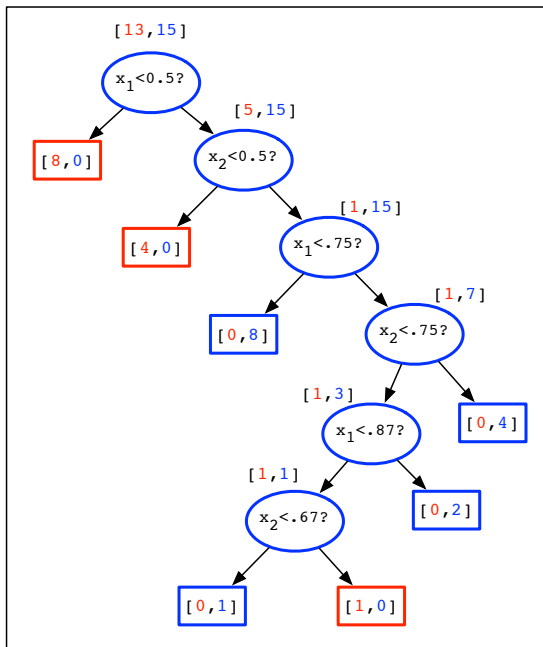 [13,15]
x1<0.5?
[5,15]
[8,0]
x2<0.5?
[1,15]
[4,0]
x1<.75?
[1,7]
[0,8]
x2<.75?
[1,3]
[0,4]
x1<.87?
[1,1]
[0,2]
x2<.67?
[0,1]
[1,0]